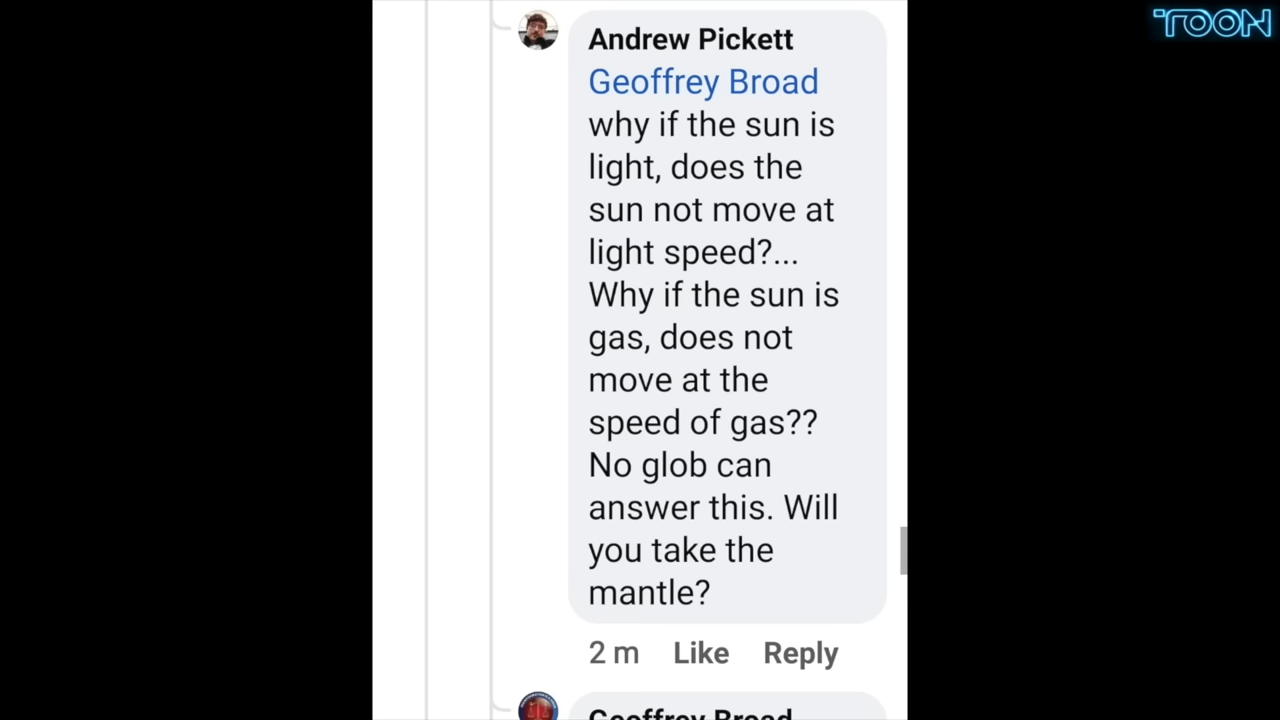 TOON
Andrew Pickett
Geoffrey Broad
why if the sun is
light, does the
sun not move at
light speed?...
Why if the sun is
gas, does not
move at the
speed of gas??
No glob can
answer this. Will
you take the
mantle?
2 m Like Reply
Geoffrey Broad